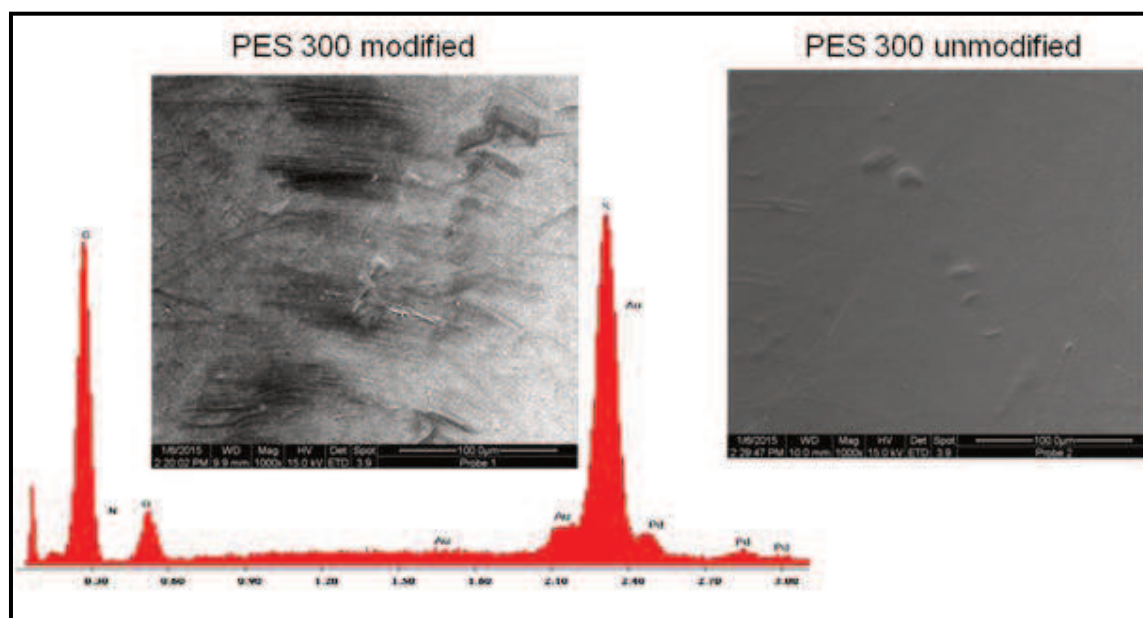 PES 300 modified
PES 300 unmodified
1/6/2015 WD Mag HV Det Spot 100.0µm
2:20:02 PM 9.9 mm 1000x 15.0 kV ETD 3.9 Probe 1
1/6/2015 WD Mag HV Det Spot 100.0µm
2:29:47 PM 10.0 mm 1000x 15.0 kV ETD 3.9 Probe 2
S
Au
N
Au
Au
Pd
Pd
Pd
0.30 0.60 0.90 1.20 1.50 1.80 2.10 2.40 2.70 3.00